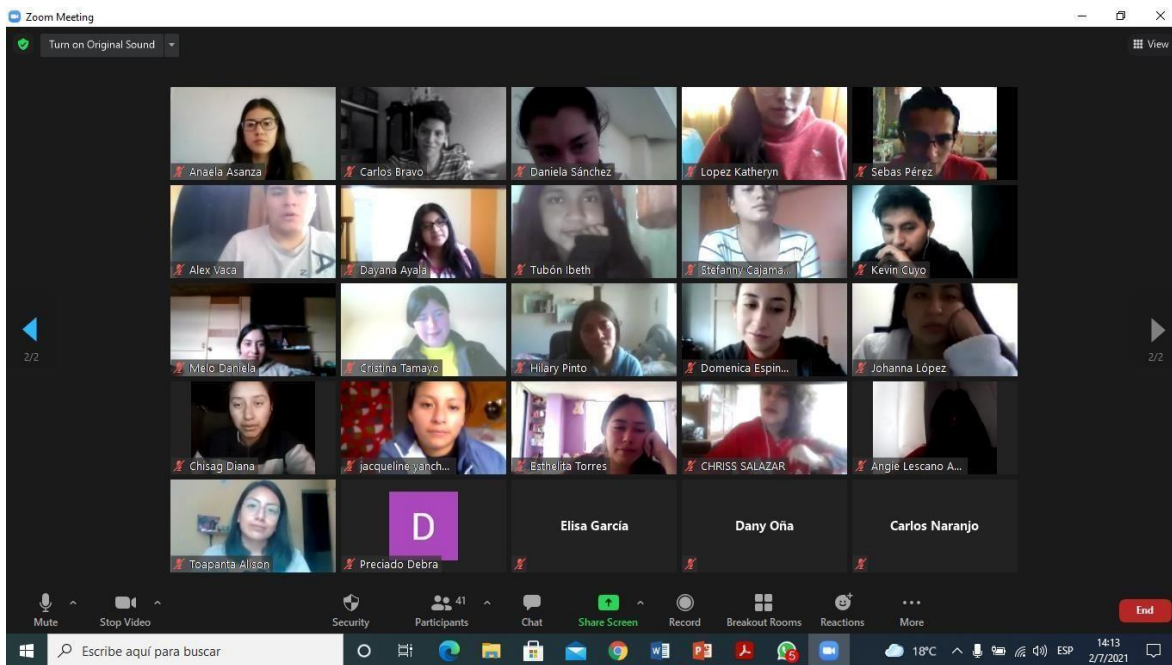 Zoom Meeting
Turn on Original Sound
View
Anaela Asanza
Carlos Bravo
Daniela Sánchez
Lopez Katheryn
Sebas Pérez
Alex Vaca
Dayana Ayala
Tubón Ibeth
Stefanny Cajama...
Kevin Cuyo
Melo Daniela
Cristina Tamayo
Hilary Pinto
Domenica Espin...
Johanna López
Chisag Diana
jacqueline yanch...
Esthelita Torres
CHRISS SALAZAR
Angie Lescano A...
Toapanta Alison
D
Preciado Debra
Elisa García
Dany Oña
Carlos Naranjo
2/2
2/2
Mute
Stop Video
Security
41
Participants
Chat
Share Screen
Record
Breakout Rooms
Reactions
More
End
Escribe aquí para buscar
5
18°C
ESP
14:13
2/7/2021